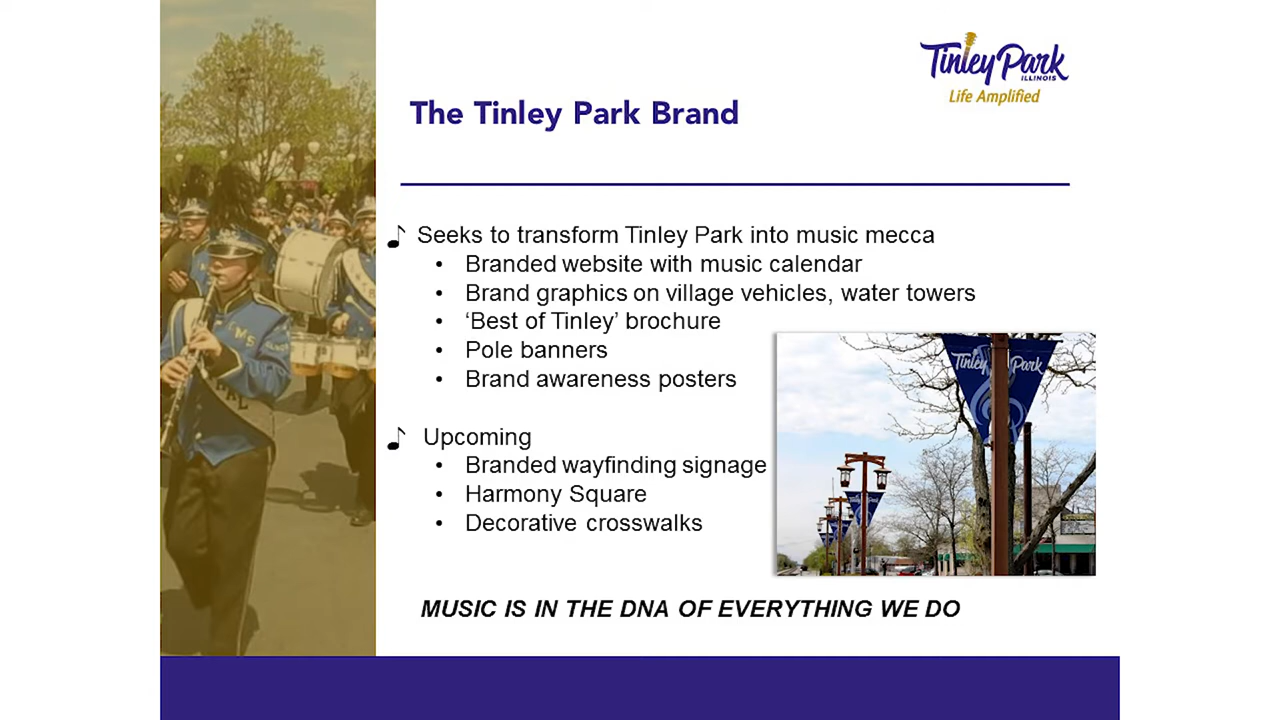 Tinley Park
ILLINOIS
Life Amplified
The Tinley Park Brand
Seeks to transform Tinley Park into music mecca
• Branded website with music calendar
• Brand graphics on village vehicles, water towers
• ‘Best of Tinley’ brochure
• Pole banners
• Brand awareness posters
Upcoming
• Branded wayfinding signage
• Harmony Square
• Decorative crosswalks
Tinley Park
MUSIC IS IN THE DNA OF EVERYTHING WE DO